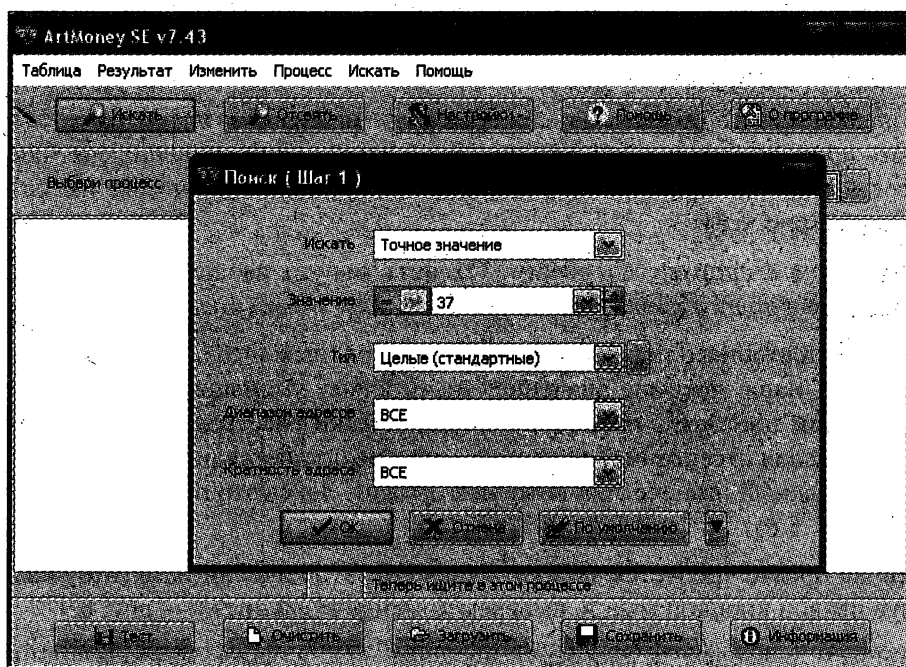 ArtMoney SE v7.43
Таблица Результат Изменить Процесс Искать Помощь
Искать Отсеять Настройки Помощь О программе
Выбери процесс
Поиск ( Шаг 1 )
Искать Точное значение
Значение = 37
Тип Целые (стандартные)
Диапазон адресов ВСЕ
Кратность адреса ВСЕ
OK Отмена По умолчанию
Теперь ищите в этом процессе
Тест Очистить Загрузить Сохранить Информация